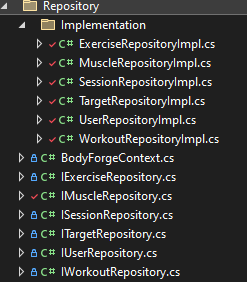 Repository
Implementation
C# ExerciseRepositoryImpl.cs
C# MuscleRepositoryImpl.cs
C# SessionRepositoryImpl.cs
C# TargetRepositoryImpl.cs
C# UserRepositoryImpl.cs
C# WorkoutRepositoryImpl.cs
C# BodyForgeContext.cs
C# IExerciseRepository.cs
C# IMuscleRepository.cs
C# ISessionRepository.cs
C# ITargetRepository.cs
C# IUserRepository.cs
C# IWorkoutRepository.cs